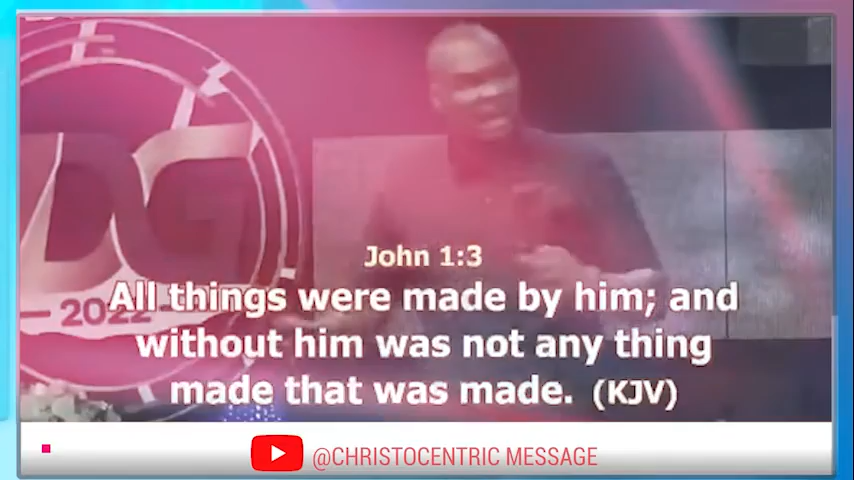 DG
2022
John 1:3
All things were made by him; and
without him was not any thing
made that was made. (KJV)
@CHRISTOCENTRIC MESSAGE